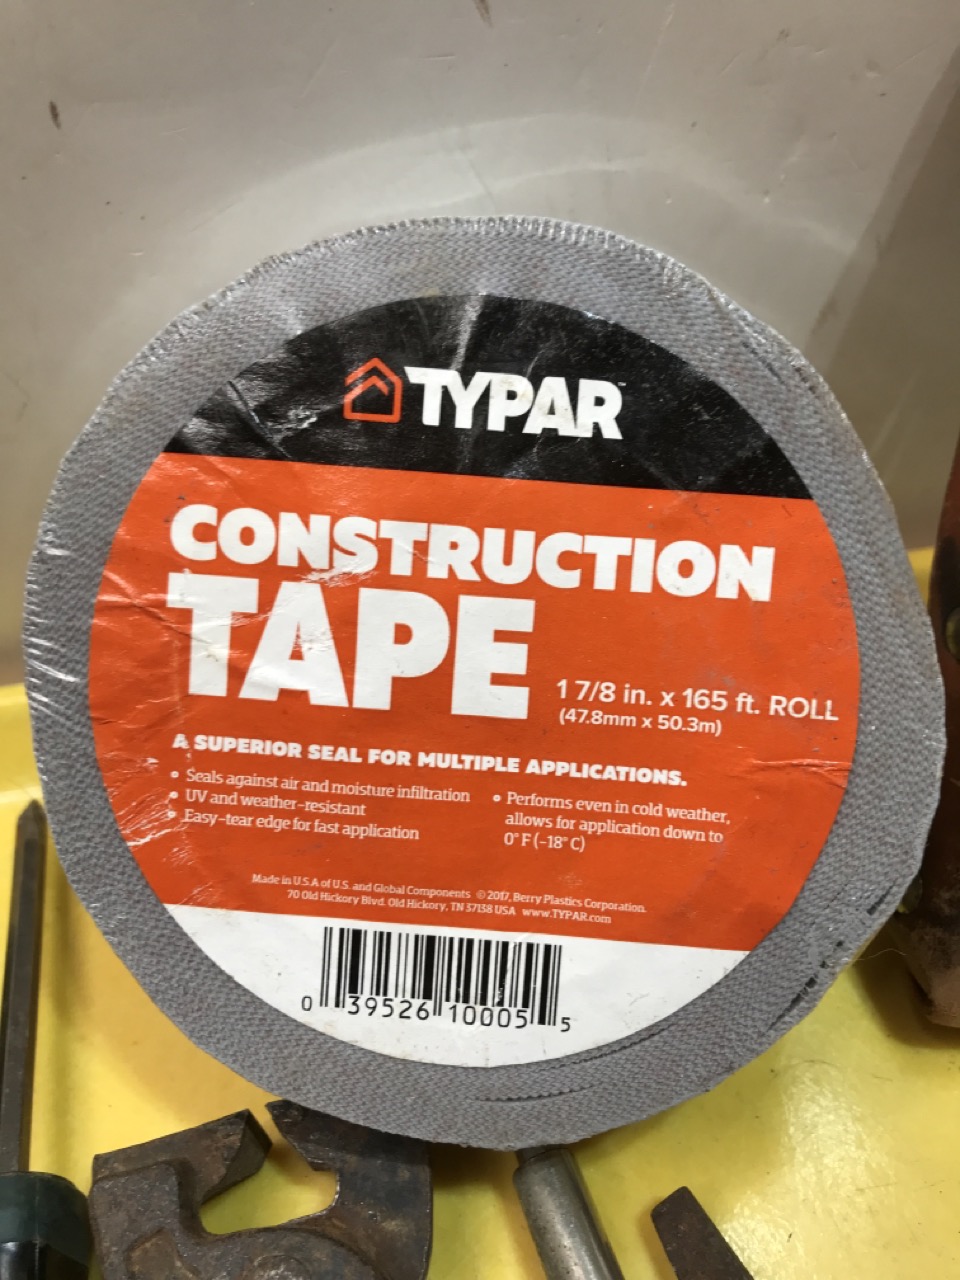 TYPAR™
CONSTRUCTION
TAPE
1 7/8 in. x 165 ft. ROLL
(47.8mm x 50.3m)
A SUPERIOR SEAL FOR MULTIPLE APPLICATIONS.
• Seals against air and moisture infiltration
• UV and weather-resistant
• Easy-tear edge for fast application
• Performs even in cold weather,
allows for application down to
0° F (-18° C)
Made in U.S.A of U.S. and Global Components © 2017, Berry Plastics Corporation.
70 Old Hickory Blvd. Old Hickory, TN 37138 USA www.TYPAR.com
0 39526 10005 5